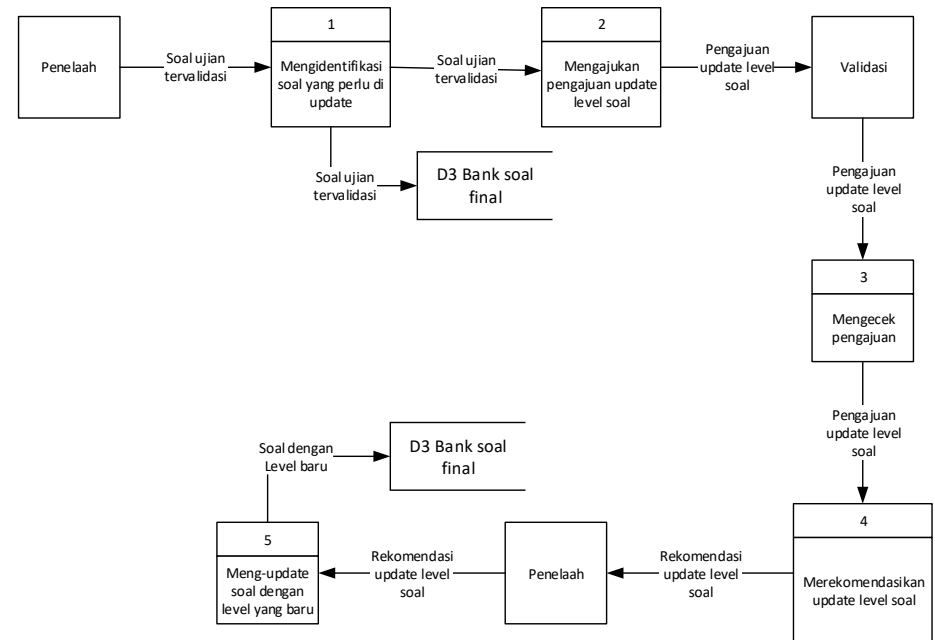 Penelaah
Soal ujian
tervalidasi
1
Mengidentifikasi
soal yang perlu di
update
Soal ujian
tervalidasi
2
Mengajukan
pengajuan update
level soal
Pengajuan
update level
soal
Validasi
Soal ujian
tervalidasi
D3 Bank soal
final
Pengajuan
update level
soal
3
Mengecek
pengajuan
Pengajuan
update level
soal
4
Merekomendasikan
update level soal
Rekomendasi
update level
soal
Penelaah
Rekomendasi
update level
soal
5
Meng-update
soal dengan
level yang baru
Soal dengan
Level baru
D3 Bank soal
final